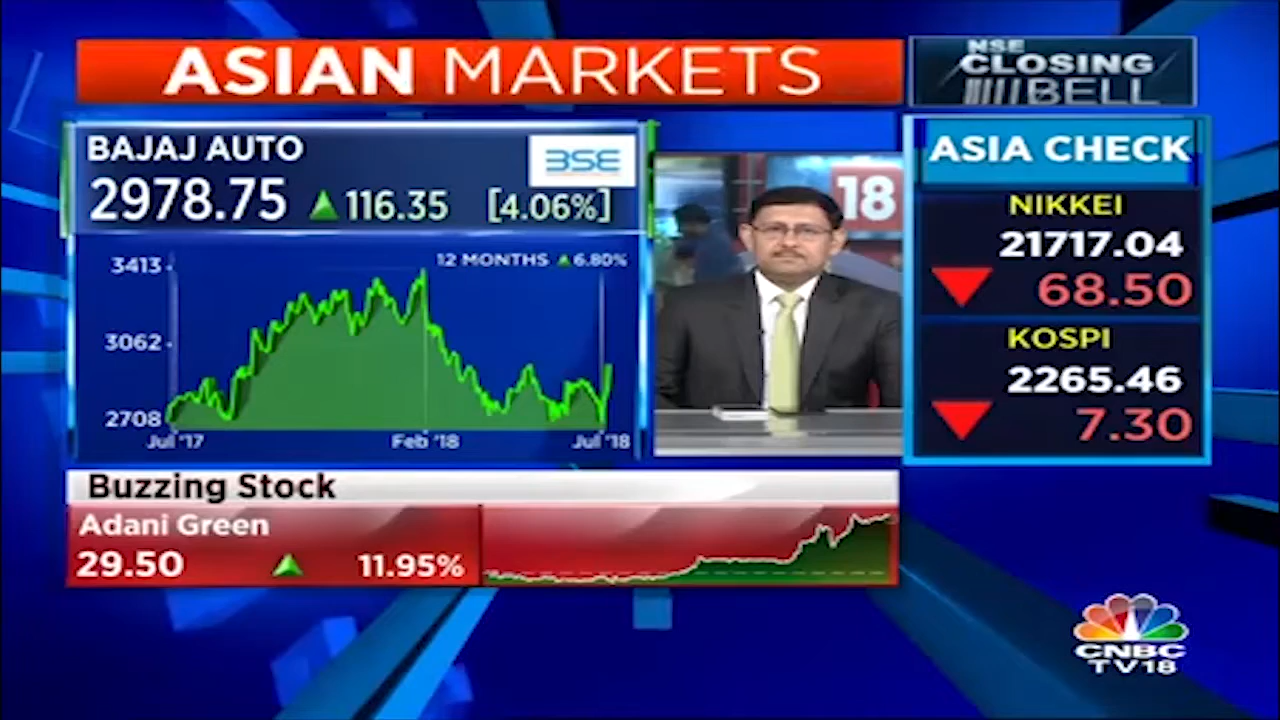 ASIAN MARKETS
NSE
CLOSING
BELL
BAJAJ AUTO
BSE
2978.75 ▲ 116.35 [4.06%]
12 MONTHS ▲ 6.80%
3413
3062
2708
Jul '17 Feb '18 Jul '18
18
ASIA CHECK
NIKKEI
21717.04
▼ 68.50
KOSPI
2265.46
▼ 7.30
Buzzing Stock
Adani Green
29.50 ▲ 11.95%
CNBC
TV18